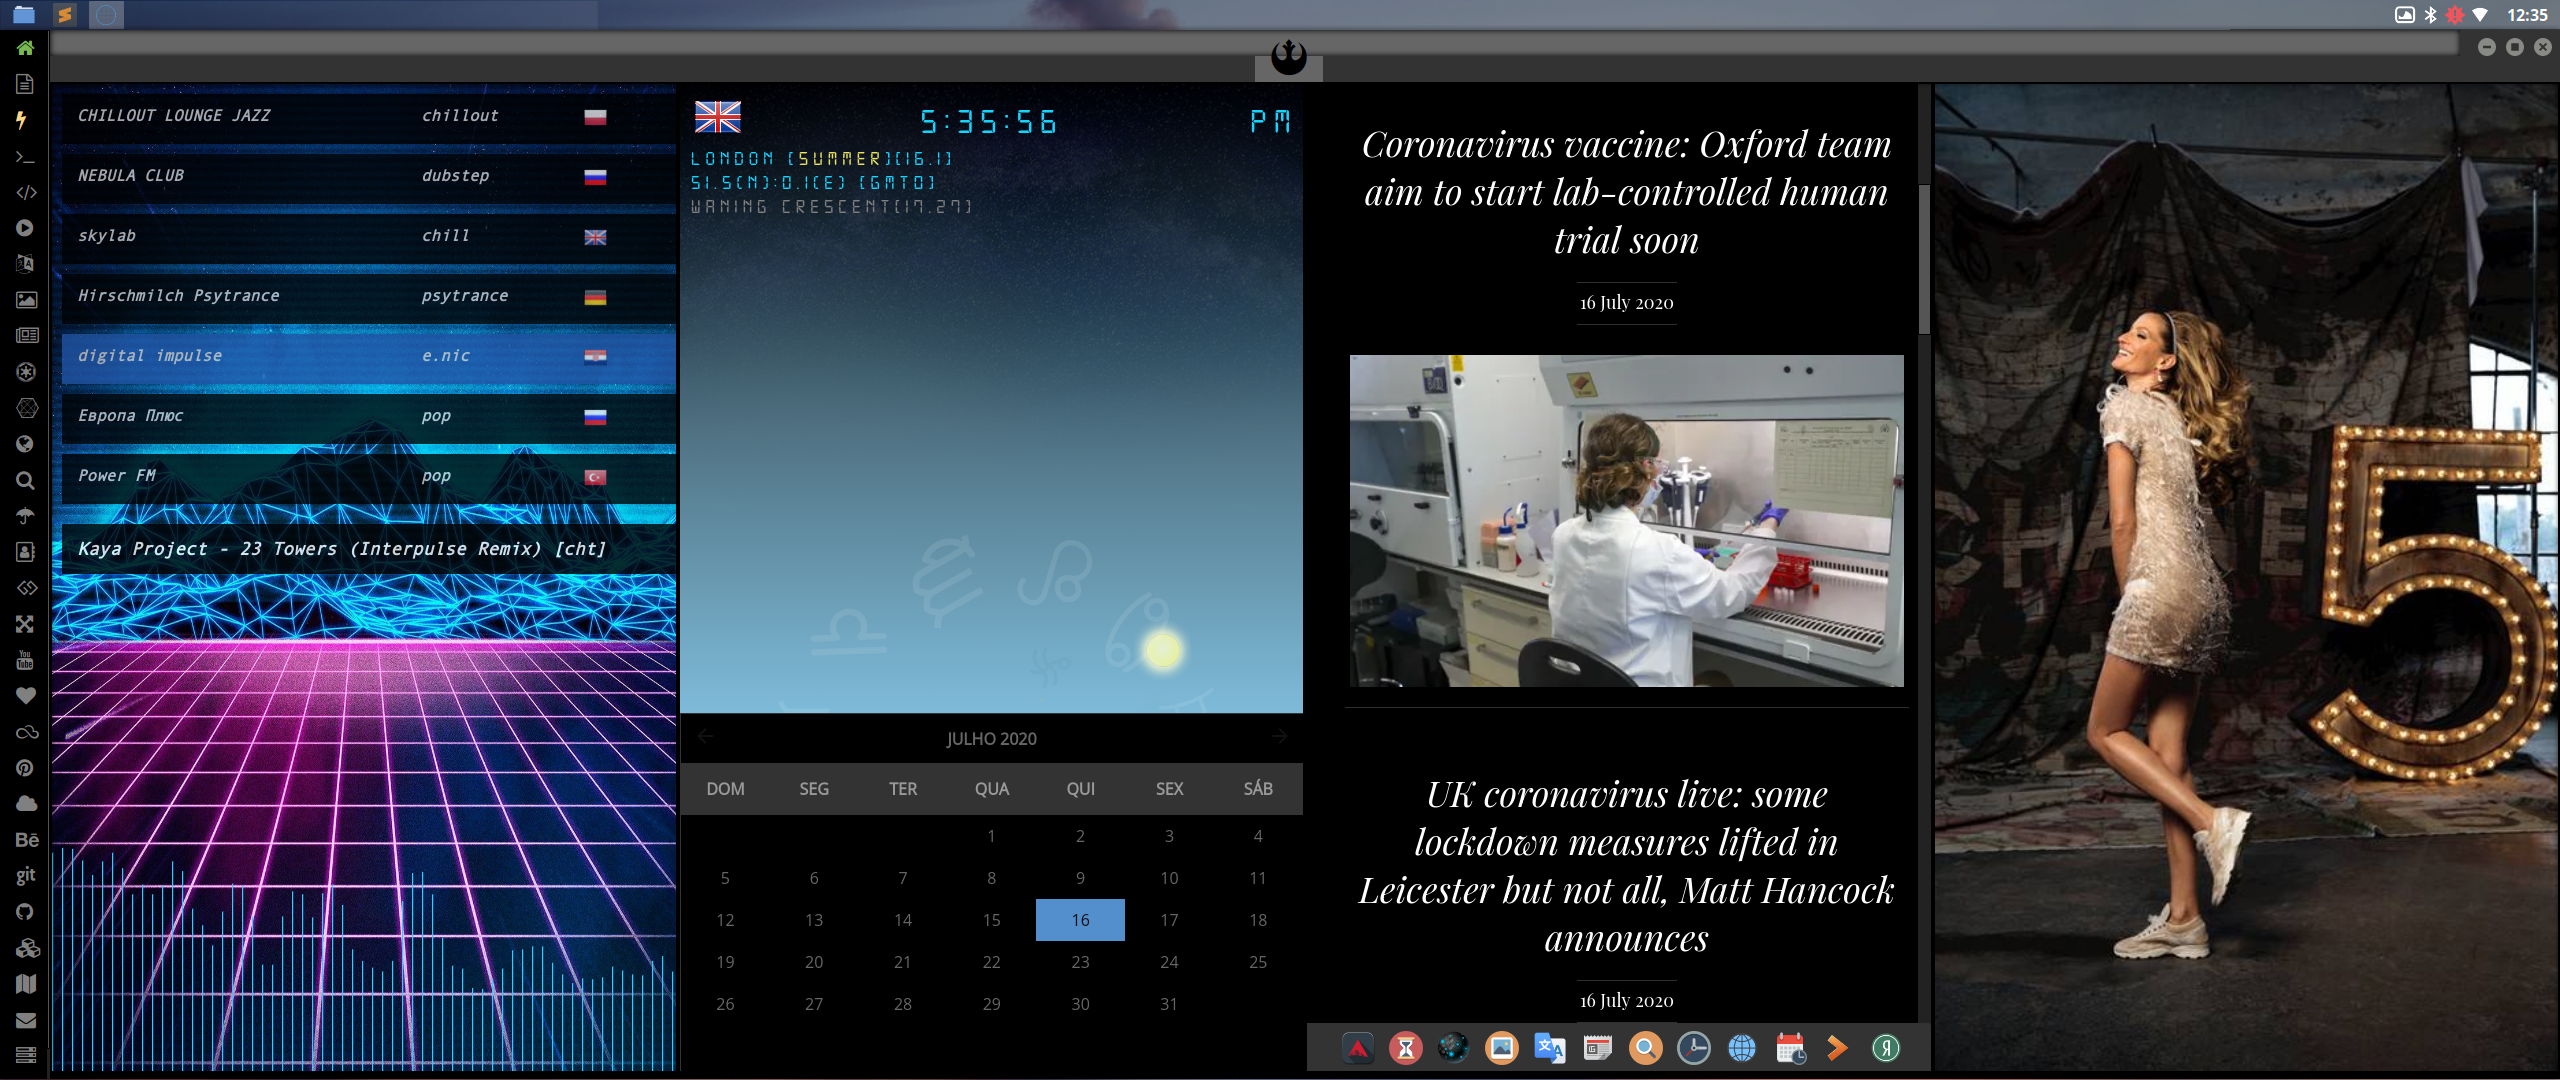 12:35
CHILLOUT LOUNGE JAZZ chillout
NEBULA CLUB dubstep
skylab chill
Hirschmilch Psytrance psytrance
digital impulse e.nic
Европа Плюс pop
Power FM pop
Kaya Project - 23 Towers (Interpulse Remix) [cht]
You
Tube
Bē
git
5:35:56 PM
LONDON [SUMMER][16.1]
51.5(N):0.1(E) [GMT0]
WANING CRESCENT[17.27]
JULHO 2020
DOM SEG TER QUA QUI SEX SÁB
1 2 3 4
5 6 7 8 9 10 11
12 13 14 15 16 17 18
19 20 21 22 23 24 25
26 27 28 29 30 31
Coronavirus vaccine: Oxford team
aim to start lab-controlled human
trial soon
16 July 2020
UK coronavirus live: some
lockdown measures lifted in
Leicester but not all, Matt Hancock
announces
16 July 2020
5